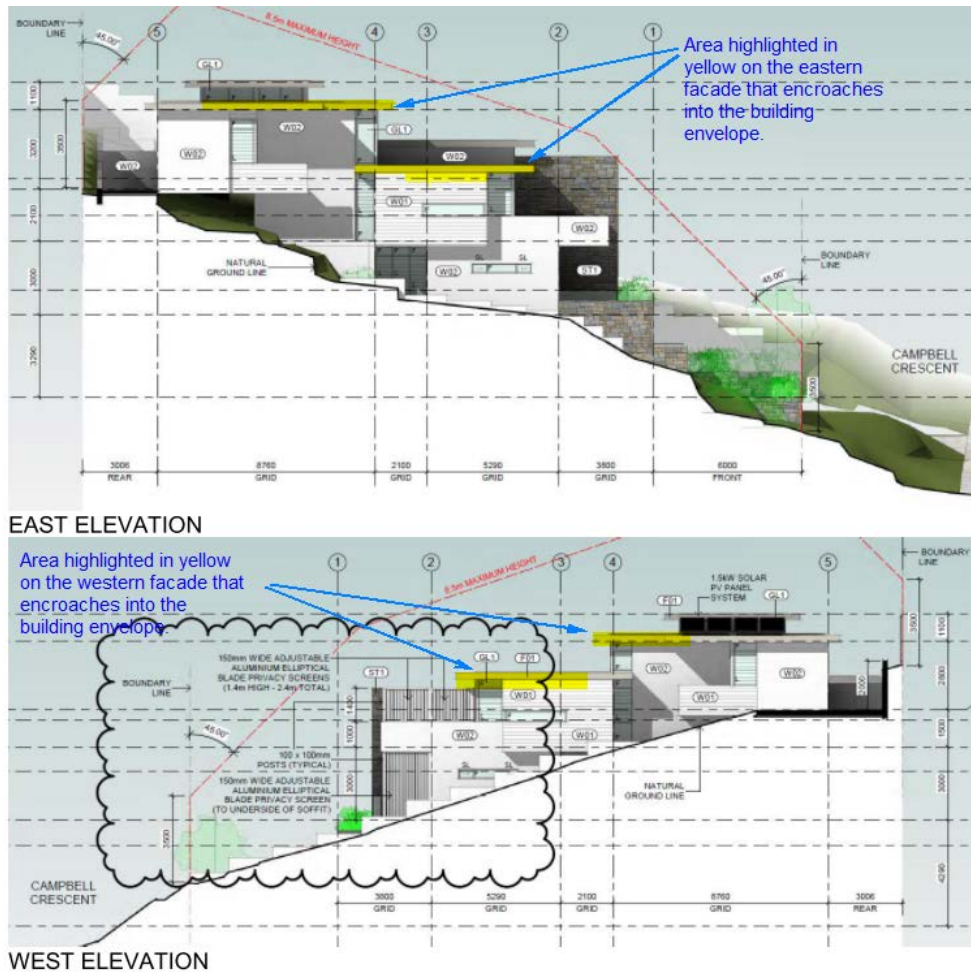 BOUNDARY
LINE
5
4
3
2
1
8.5m MAXIMUM HEIGHT
45.00°
GL1
Area highlighted in
yellow on the eastern
facade that encroaches
into the building
envelope.
1100
3200
3500
2100
3000
3290
W02
W02
W02
GL1
W02
W01
W02
W02
SL
SL
ST1
NATURAL
GROUND LINE
BOUNDARY
LINE
45.00°
3500
CAMPBELL
CRESCENT
3006
REAR
8760
GRID
2100
GRID
5290
GRID
3800
GRID
6000
FRONT
EAST ELEVATION
Area highlighted in yellow
on the western facade that
encroaches into the
building envelope.
1
2
3
4
5
8.5m MAXIMUM HEIGHT
BOUNDARY
LINE
1.5kW SOLAR
PV PANEL
SYSTEM
F01
GL1
3500
1100
2800
1500
3000
4290
2000
150mm WIDE ADJUSTABLE
ALUMINIUM ELLIPTICAL
BLADE PRIVACY SCREENS
(1.4m HIGH - 2.4m TOTAL)
ST1
GL1
F01
W01
W02
W02
W01
W01
W02
SL
SL
1400
1000
3000
BOUNDARY
LINE
45.00°
100 x 100mm
POSTS (TYPICAL)
150mm WIDE ADJUSTABLE
ALUMINIUM ELLIPTICAL
BLADE PRIVACY SCREEN
(TO UNDERSIDE OF SOFFIT)
NATURAL
GROUND LINE
3500
CAMPBELL
CRESCENT
3800
GRID
5290
GRID
2100
GRID
8760
GRID
3006
REAR
WEST ELEVATION